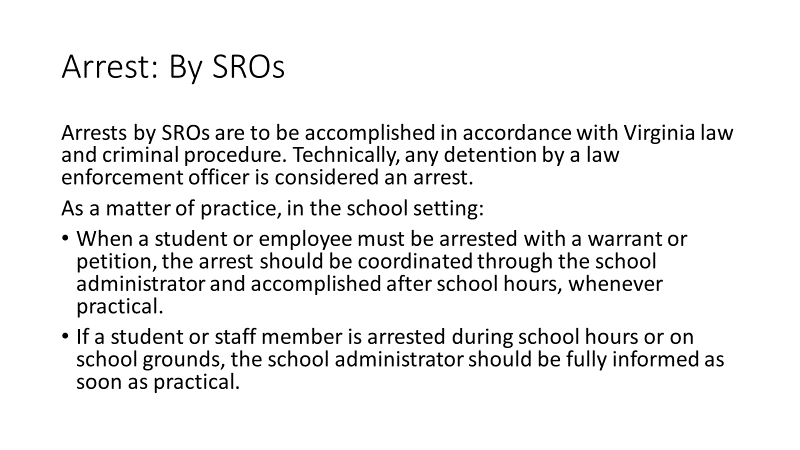 Arrest: By SROs
Arrests by SROs are to be accomplished in accordance with Virginia law
and criminal procedure. Technically, any detention by a law
enforcement officer is considered an arrest.
As a matter of practice, in the school setting:
• When a student or employee must be arrested with a warrant or
petition, the arrest should be coordinated through the school
administrator and accomplished after school hours, whenever
practical.
• If a student or staff member is arrested during school hours or on
school grounds, the school administrator should be fully informed as
soon as practical.